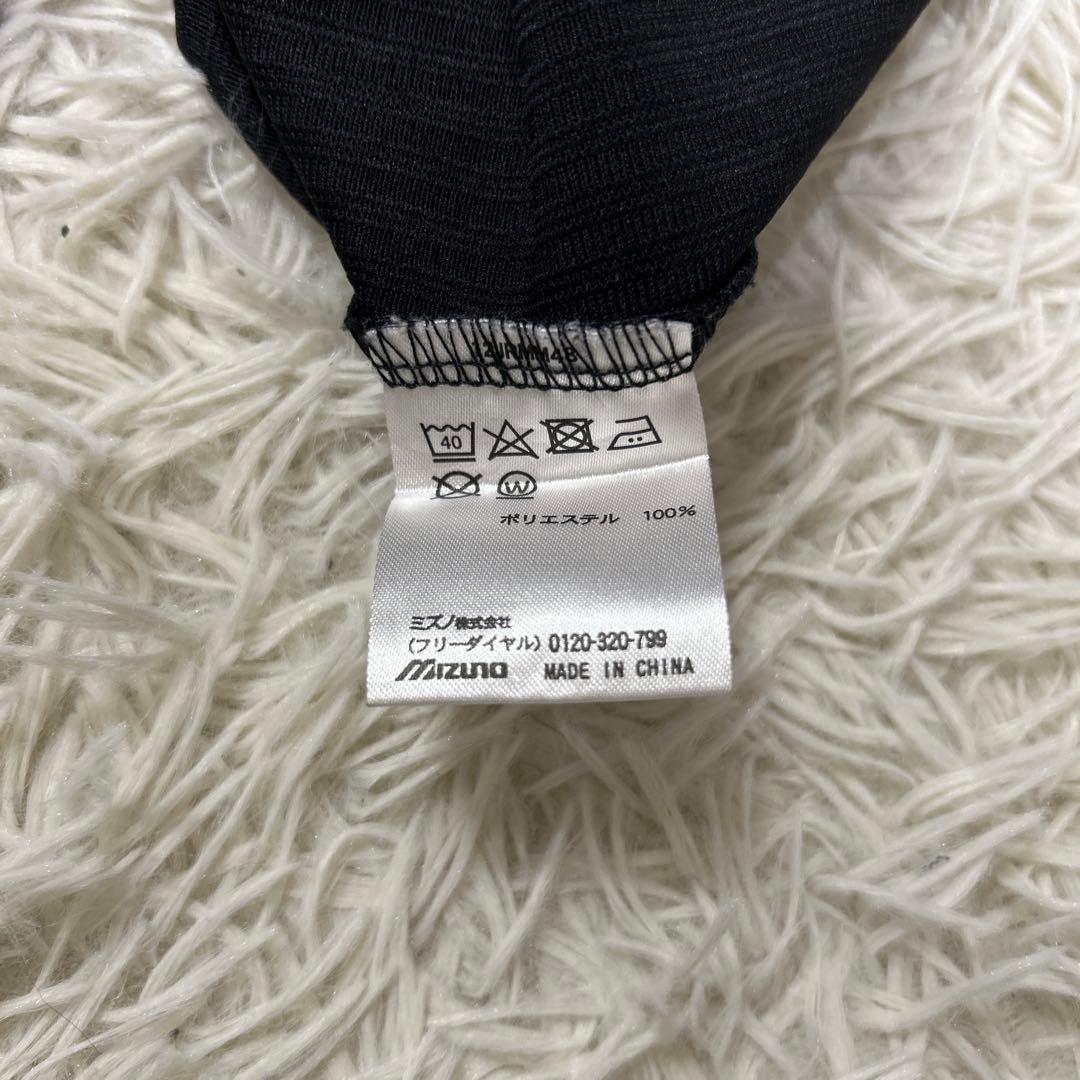 40
W
ポリエステル 100%
ミズノ株式会社
(フリーダイヤル) 0120-320-799
MIZUNO MADE IN CHINA